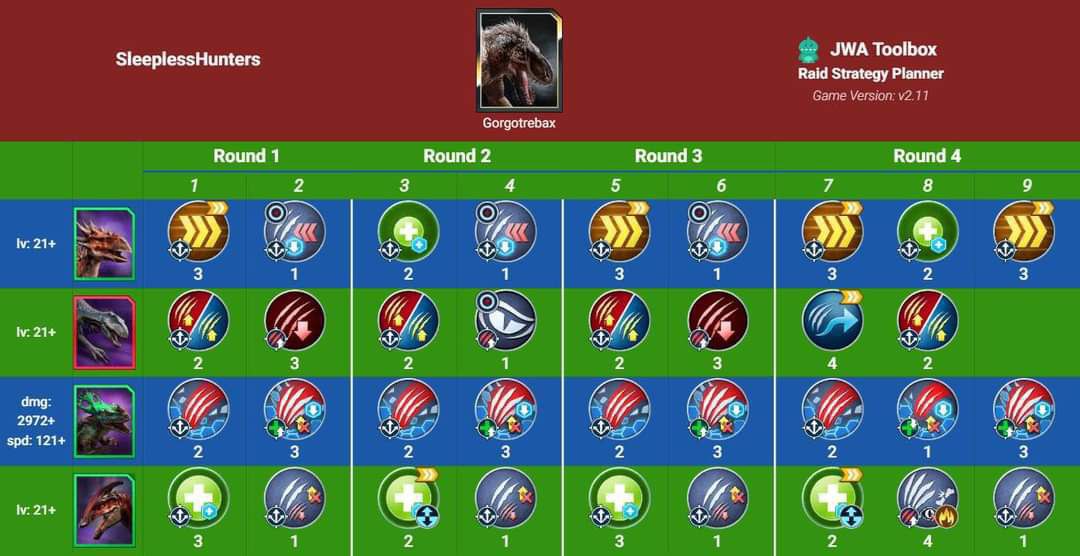 SleeplessHunters
Gorgotrebax
JWA Toolbox
Raid Strategy Planner
Game Version: v2.11
Round 1 Round 2 Round 3 Round 4
1 2 3 4 5 6 7 8 9
lv: 21+
3 1 2 1 3 1 3 2 3
lv: 21+
2 3 2 1 2 3 4 2
dmg:
2972+
spd: 121+
2 3 2 3 2 3 2 1 3
lv: 21+
3 1 2 1 3 1 2 4 1